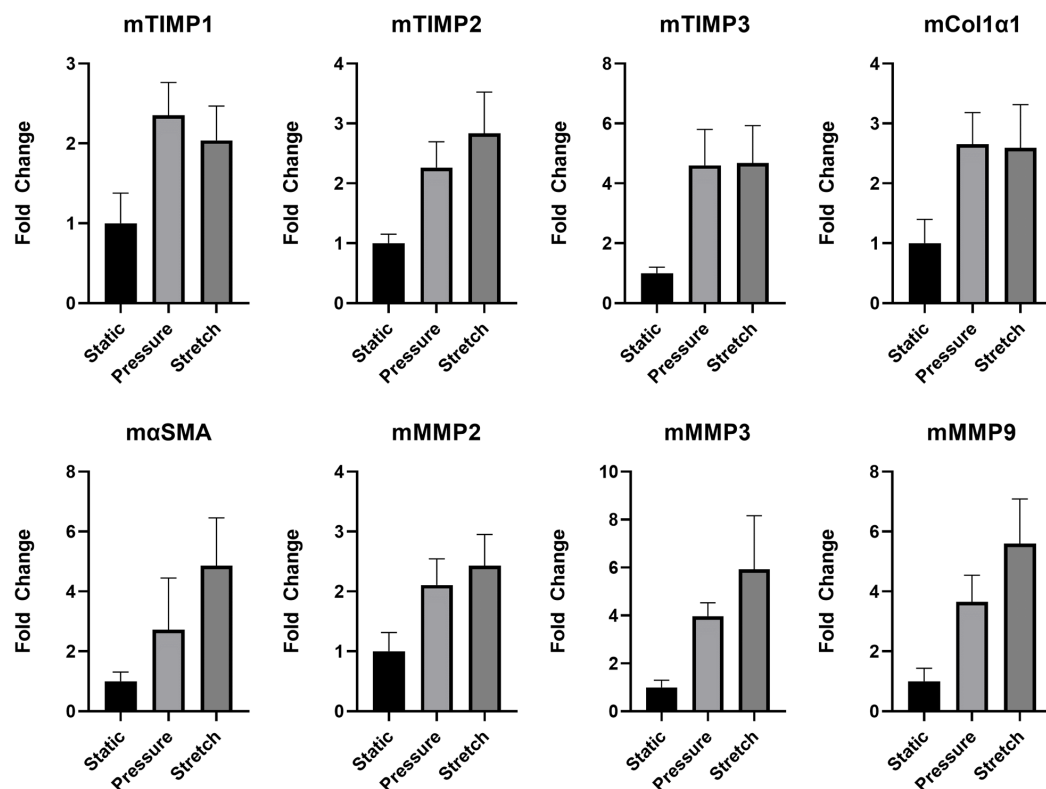 mTIMP1
3
2
1
0
Fold Change
Static
Pressure
Stretch
mTIMP2
4
3
2
1
0
Fold Change
Static
Pressure
Stretch
mTIMP3
8
6
4
2
0
Fold Change
Static
Pressure
Stretch
mCol1α1
4
3
2
1
0
Fold Change
Static
Pressure
Stretch
mαSMA
8
6
4
2
0
Fold Change
Static
Pressure
Stretch
mMMP2
4
3
2
1
0
Fold Change
Static
Pressure
Stretch
mMMP3
10
8
6
4
2
0
Fold Change
Static
Pressure
Stretch
mMMP9
8
6
4
2
0
Fold Change
Static
Pressure
Stretch